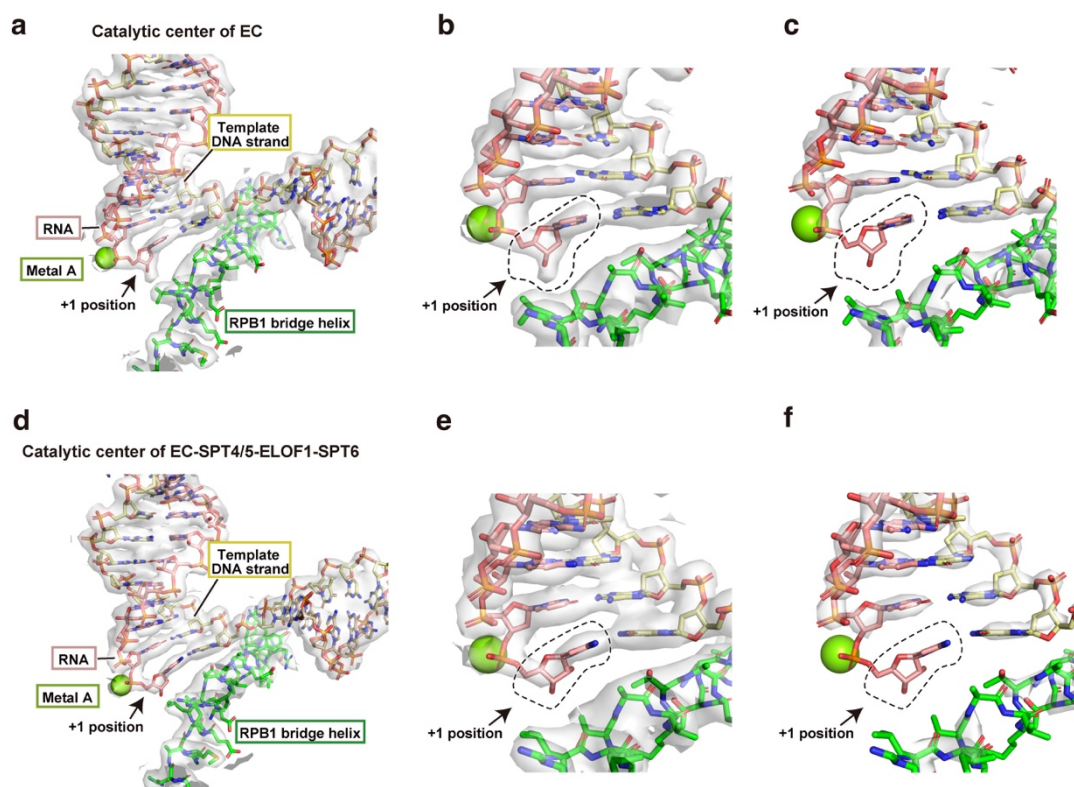 a
Catalytic center of EC
Template
DNA strand
RNA
Metal A
+1 position
RPB1 bridge helix
b
+1 position
c
+1 position
d
Catalytic center of EC-SPT4/5-ELOF1-SPT6
Template
DNA strand
RNA
Metal A
+1 position
RPB1 bridge helix
e
+1 position
f
+1 position